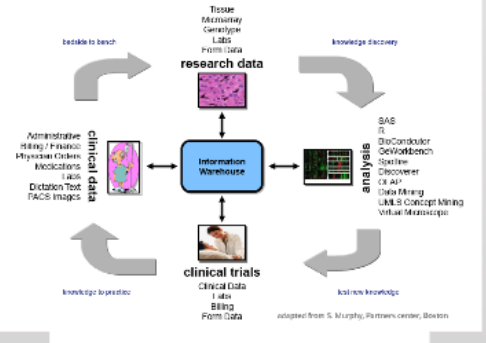 Tissue
Microarray
Genotype
Labs
Form Data
research data
bedside to bench
knowledge discovery
Administrative
Billing / Finance
Physician Orders
Medications
Labs
Dictation Text
PACS Images
clinical data
Information
Warehouse
analysis
SAS
R
BioConductor
GeWorkbench
Spotfire
Discoverer
OLAP
Data Mining
UMLS Concept Mining
Virtual Microscope
clinical trials
Clinical Data
Labs
Billing
Form Data
knowledge to practice
test new knowledge
adapted from S. Murphy, Partners center, Boston